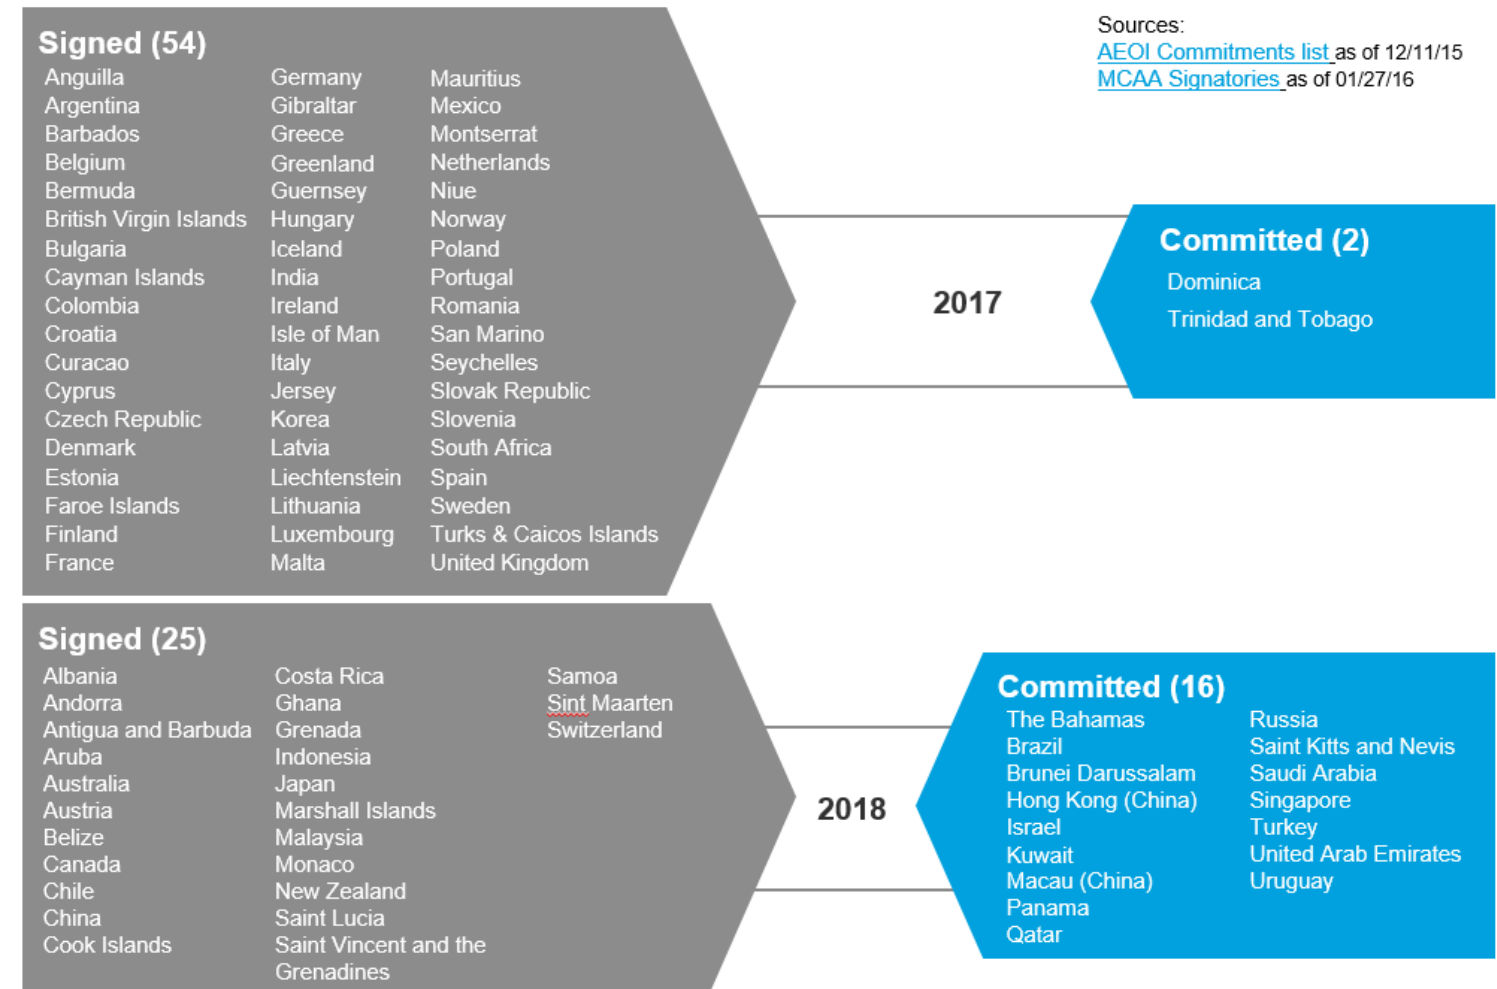 Signed (54)
Anguilla
Argentina
Barbados
Belgium
Bermuda
British Virgin Islands
Bulgaria
Cayman Islands
Colombia
Croatia
Curacao
Cyprus
Czech Republic
Denmark
Estonia
Faroe Islands
Finland
France
Germany
Gibraltar
Greece
Greenland
Guernsey
Hungary
Iceland
India
Ireland
Isle of Man
Italy
Jersey
Korea
Latvia
Liechtenstein
Lithuania
Luxembourg
Malta
Mauritius
Mexico
Montserrat
Netherlands
Niue
Norway
Poland
Portugal
Romania
San Marino
Seychelles
Slovak Republic
Slovenia
South Africa
Spain
Sweden
Turks & Caicos Islands
United Kingdom
Sources:
AEOI Commitments list as of 12/11/15
MCAA Signatories as of 01/27/16
2017
Committed (2)
Dominica
Trinidad and Tobago
Signed (25)
Albania
Andorra
Antigua and Barbuda
Aruba
Australia
Austria
Belize
Canada
Chile
China
Cook Islands
Costa Rica
Ghana
Grenada
Indonesia
Japan
Marshall Islands
Malaysia
Monaco
New Zealand
Saint Lucia
Saint Vincent and the
Grenadines
Samoa
Sint Maarten
Switzerland
2018
Committed (16)
The Bahamas
Brazil
Brunei Darussalam
Hong Kong (China)
Israel
Kuwait
Macau (China)
Panama
Qatar
Russia
Saint Kitts and Nevis
Saudi Arabia
Singapore
Turkey
United Arab Emirates
Uruguay